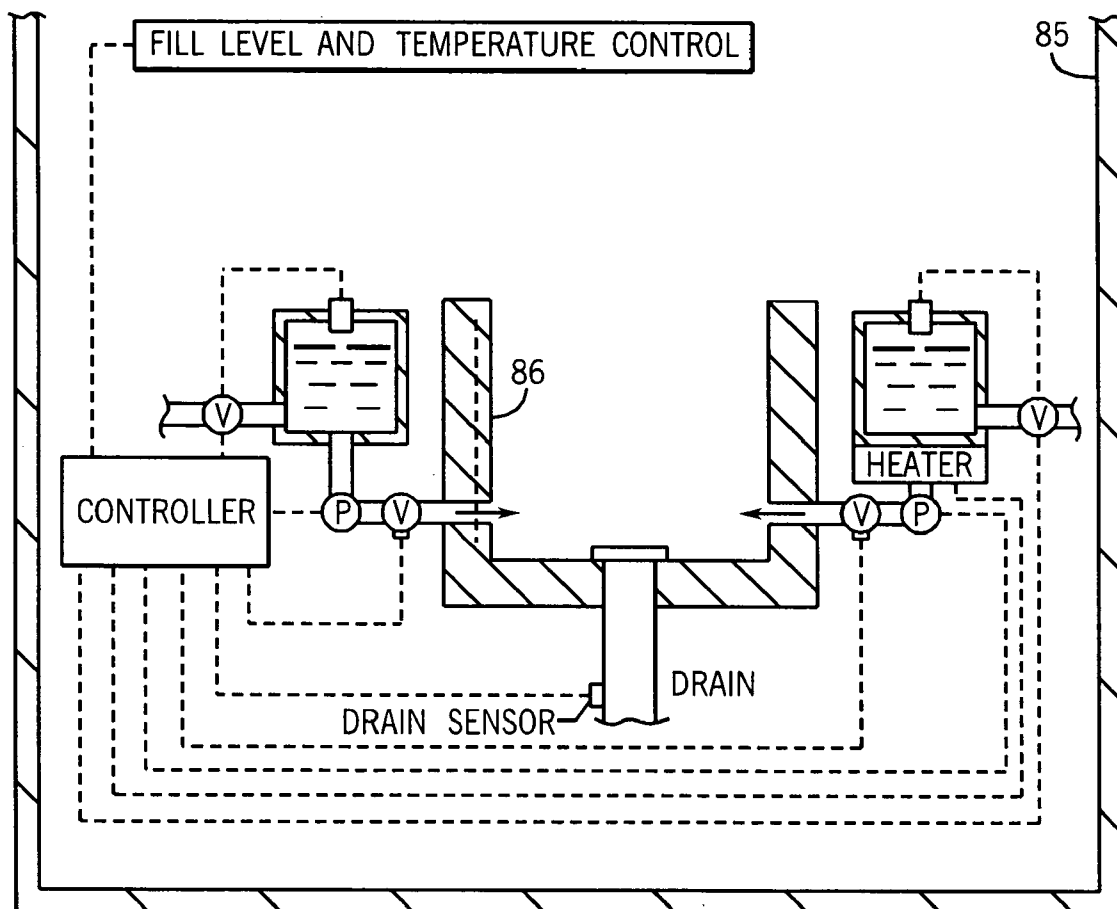 FILL LEVEL AND TEMPERATURE CONTROL
85
86
V
V
HEATER
CONTROLLER
P
V
V
P
DRAIN
DRAIN SENSOR